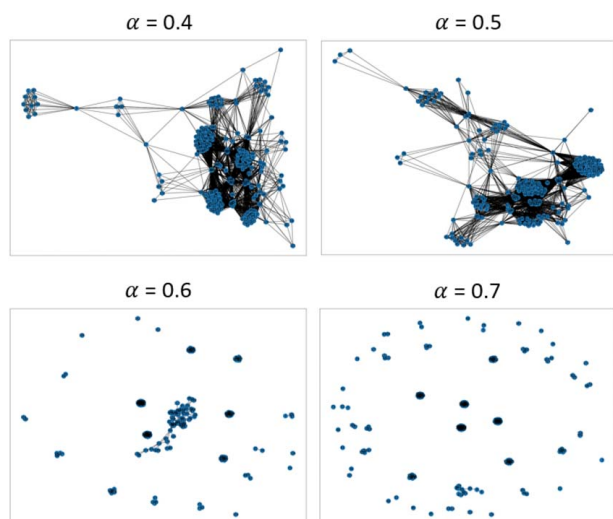 α = 0.4
α = 0.5
α = 0.6
α = 0.7